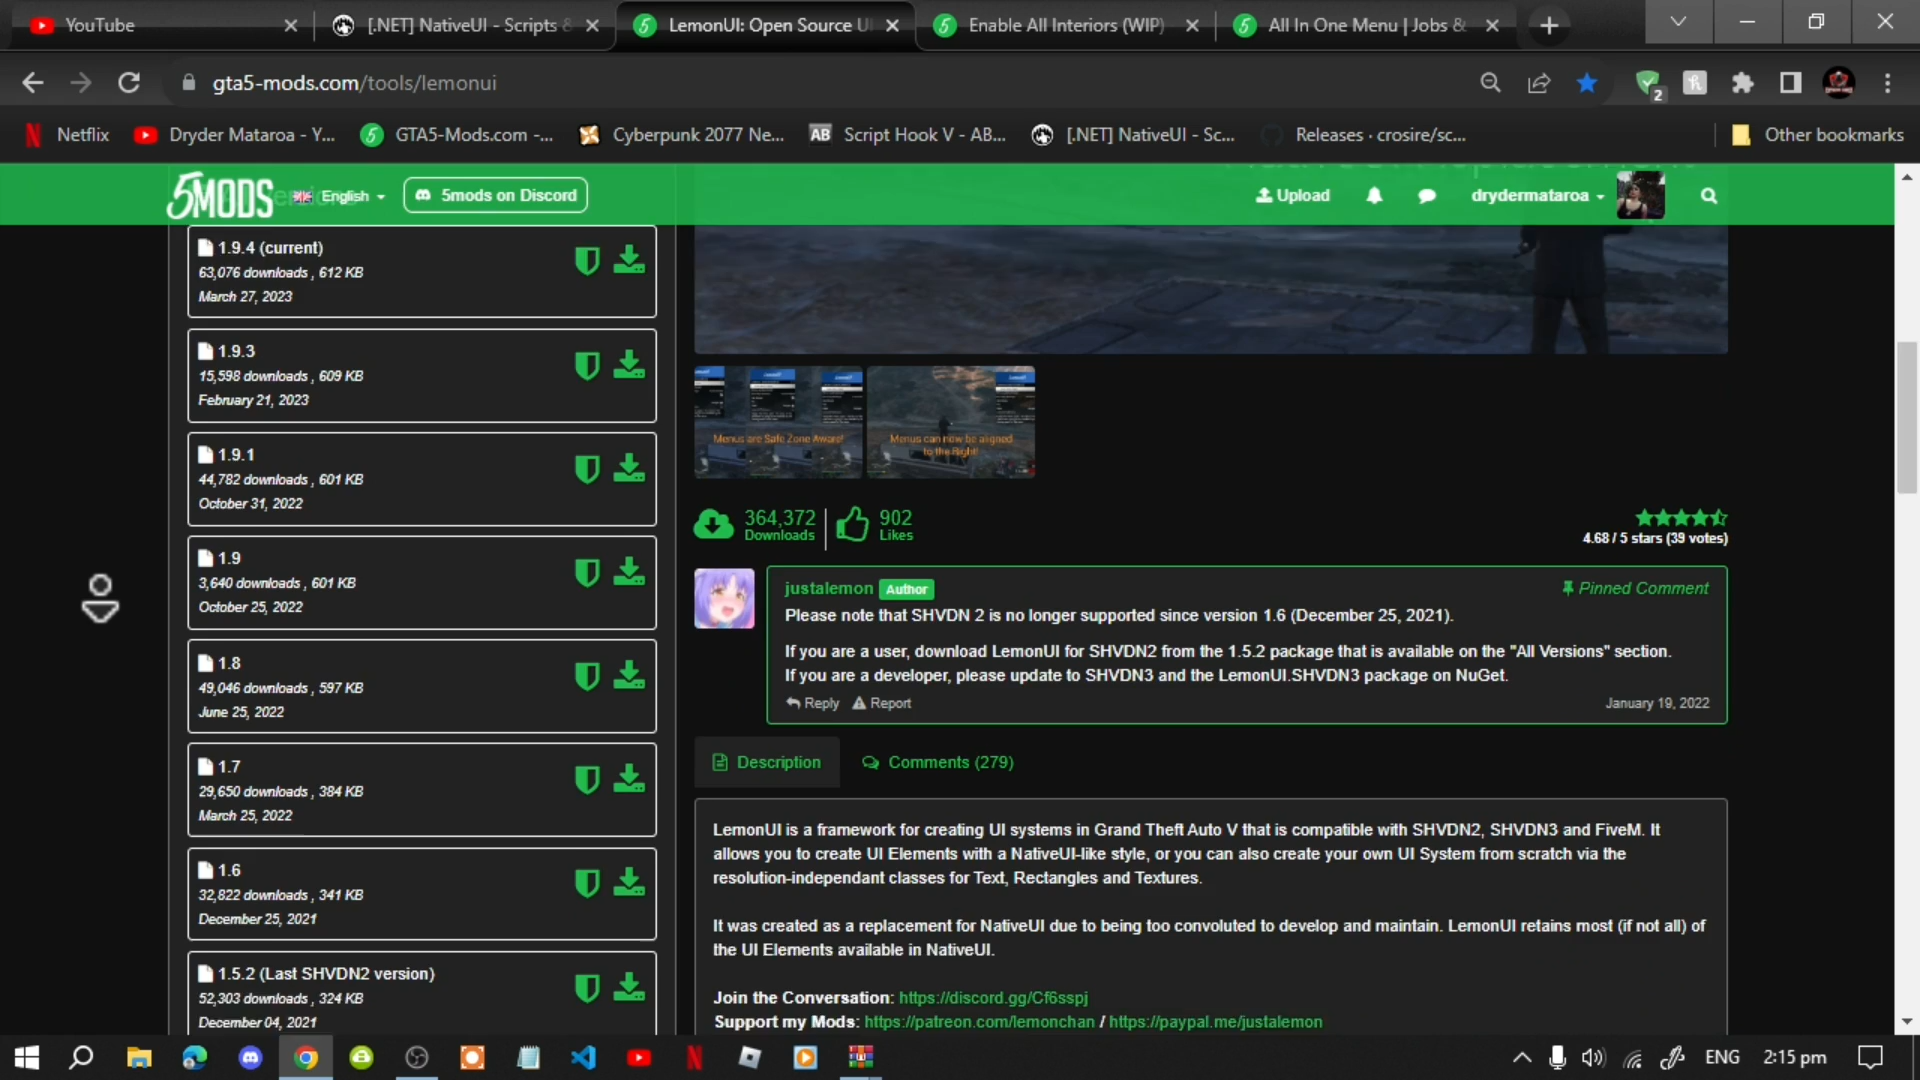 YouTube
[.NET] NativeUI - Scripts &
LemonUI: Open Source UI
Enable All Interiors (WIP)
All In One Menu | Jobs &
gta5-mods.com/tools/lemonui
2
Netflix
Dryder Mataroa - Y...
GTA5-Mods.com -...
Cyberpunk 2077 Ne...
AB
Script Hook V - AB...
[.NET] NativeUI - Sc...
Releases · crosire/sc...
Other bookmarks
5MODS
English
5mods on Discord
Upload
drydermataroa
1.9.4 (current)
63,076 downloads , 612 KB
March 27, 2023
1.9.3
15,598 downloads , 609 KB
February 21, 2023
1.9.1
44,782 downloads , 601 KB
October 31, 2022
1.9
3,640 downloads , 601 KB
October 25, 2022
1.8
49,046 downloads , 597 KB
June 25, 2022
1.7
29,650 downloads , 384 KB
March 25, 2022
1.6
32,822 downloads , 341 KB
December 25, 2021
1.5.2 (Last SHVDN2 version)
52,303 downloads , 324 KB
December 04, 2021
Menus are Safe Zone Aware!
Menus can now be aligned
to the Right!
364,372
Downloads
902
Likes
4.68 / 5 stars (39 votes)
justalemon Author
Pinned Comment
Please note that SHVDN 2 is no longer supported since version 1.6 (December 25, 2021).
If you are a user, download LemonUI for SHVDN2 from the 1.5.2 package that is available on the "All Versions" section.
If you are a developer, please update to SHVDN3 and the LemonUI.SHVDN3 package on NuGet.
Reply Report
January 19, 2022
Description
Comments (279)
LemonUI is a framework for creating UI systems in Grand Theft Auto V that is compatible with SHVDN2, SHVDN3 and FiveM. It
allows you to create UI Elements with a NativeUI-like style, or you can also create your own UI System from scratch via the
resolution-independant classes for Text, Rectangles and Textures.
It was created as a replacement for NativeUI due to being too convoluted to develop and maintain. LemonUI retains most (if not all) of
the UI Elements available in NativeUI.
Join the Conversation: https://discord.gg/Cf6sspj
Support my Mods: https://patreon.com/lemonchan / https://paypal.me/justalemon
ENG
2:15 pm